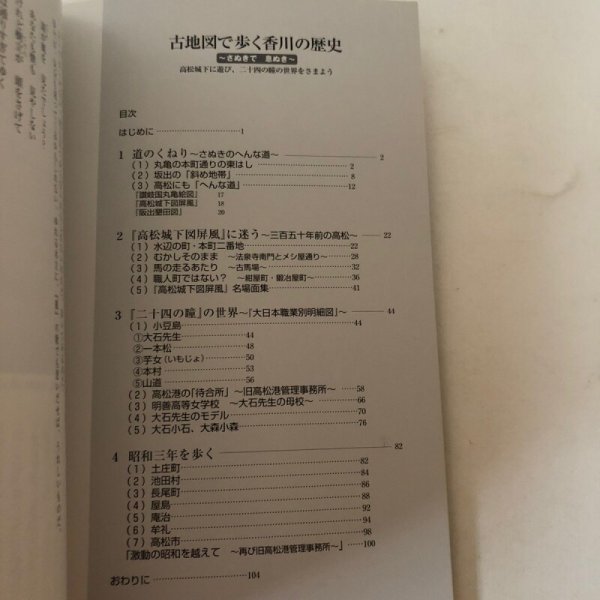 古地図で歩く香川の歴史
～さぬきで 息ぬき～
高松城下に遊び、二十四の瞳の世界をさまよう
目次
はじめに 1
1 道のくねり～さぬきのへんな道～ 2
(1) 丸亀の本町通りの東はし 2
(2) 坂出の「斜め地帯」 8
(3) 高松にも「へんな道」 12
『讃岐国丸亀絵図』 17
『高松城下図屏風』 18
『阪出墾田図』 20
2 『高松城下図屏風』に迷う ～三百五十年前の高松～ 22
(1) 水辺の町・本町二番地 22
(2) むかしそのまま ～法泉寺南門とメシ屋通り～ 28
(3) 馬の走るあたり ～古馬場～ 32
(4) 職人町ではない? ～紺屋町・鍛冶屋町～ 36
(5) 『高松城下図屏風』名場面集 41
3 『二十四の瞳』の世界～『大日本職業別明細図』～ 44
(1) 小豆島 44
①大石先生 44
②一本松 48
③芋女(いもじょ) 50
④本村 53
⑤山道 56
(2) 高松港の「待合所」 ～旧高松港管理事務所～ 58
(3) 明善高等女学校 ～大石先生の母校～ 66
(4) 大石先生のモデル 70
(5) 大石小石、大森小森 76
4 昭和三年を歩く 82
(1) 土庄町 82
(2) 池田村 84
(3) 長尾町 86
(4) 屋島 88
(5) 庵治 92
(6) 牟礼 94
(7) 高松市 98
「激動の昭和を越えて ～再び旧高松港管理事務所～」 100
おわりに 104